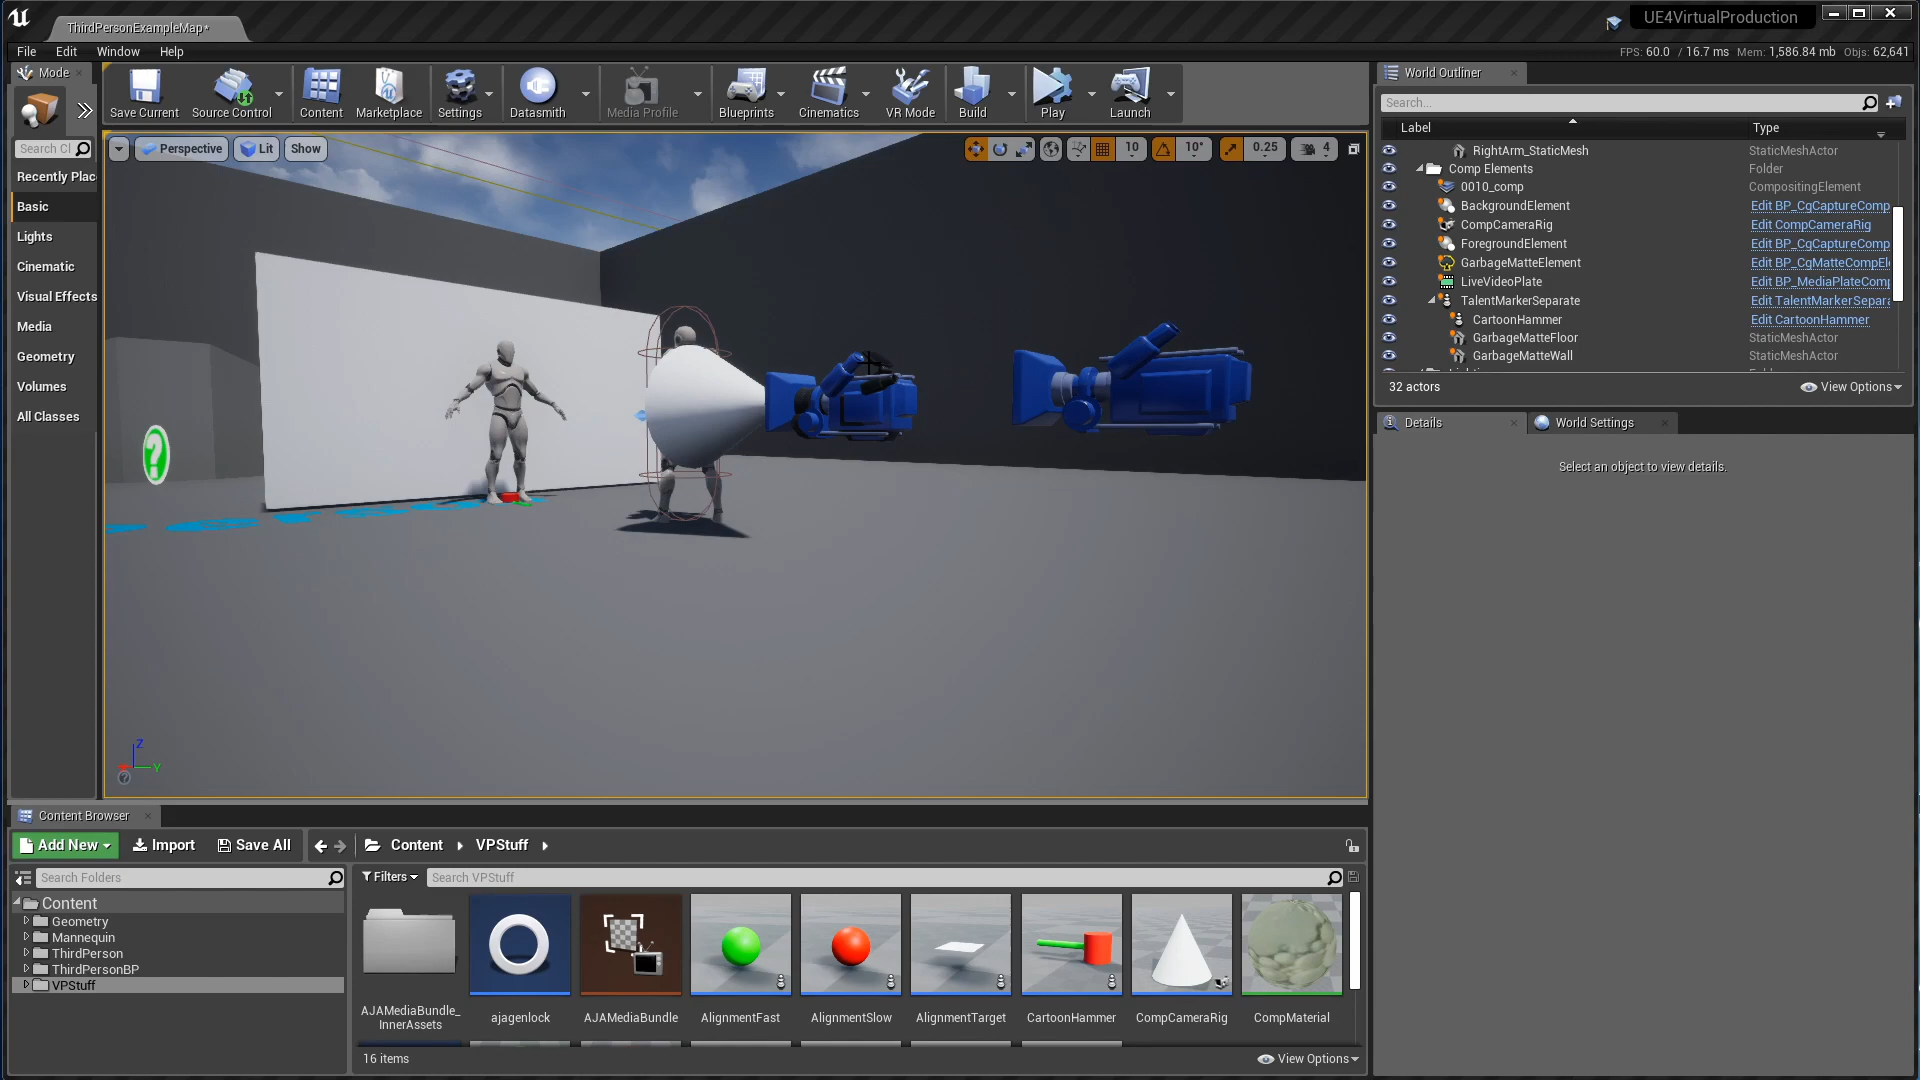 ThirdPersonExampleMap*
UE4VirtualProduction
File Edit Window Help
FPS: 60.0 / 16.7 ms Mem: 1,586.84 mb Objs: 62,641
Mode
Save Current
Source Control
Content
Marketplace
Settings
Datasmith
Media Profile
Blueprints
Cinematics
VR Mode
Build
Play
Launch
Search Cl
Recently Plac
Basic
Lights
Cinematic
Visual Effects
Media
Geometry
Volumes
All Classes
Perspective Lit Show
10 10° 0.25 4
?
Z
Y
World Outliner
Search...
Label Type
RightArm_StaticMesh StaticMeshActor
Comp Elements Folder
0010_comp CompositingElement
BackgroundElement Edit BP_CgCaptureComp
CompCameraRig Edit CompCameraRig
ForegroundElement Edit BP_CgCaptureComp
GarbageMatteElement Edit BP_CgMatteCompEl
LiveVideoPlate Edit BP_MediaPlateComp
TalentMarkerSeparate Edit TalentMarkerSepara
CartoonHammer Edit CartoonHammer
GarbageMatteFloor StaticMeshActor
GarbageMatteWall StaticMeshActor
32 actors View Options
Details World Settings
Select an object to view details.
Content Browser
Add New Import Save All Content VPStuff
Search Folders
Filters Search VPStuff
Content
Geometry
Mannequin
ThirdPerson
ThirdPersonBP
VPStuff
AJAMediaBundle_
InnerAssets
ajagenlock
AJAMediaBundle
AlignmentFast
AlignmentSlow
AlignmentTarget
CartoonHammer
CompCameraRig
CompMaterial
16 items View Options